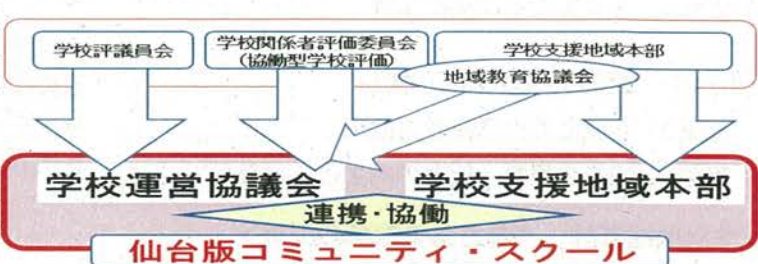 学校評議員会
学校関係者評価委員会
(協働型学校評価)
学校支援地域本部
地域教育協議会
学校運営協議会
学校支援地域本部
連携・協働
仙台版コミュニティ・スクール